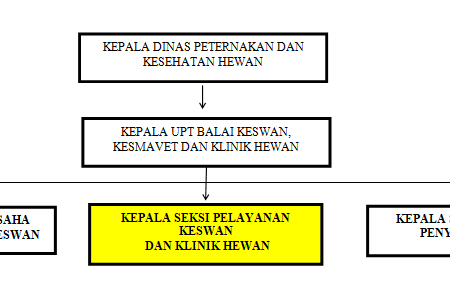 KEPALA DINAS PETERNAKAN DAN
KESEHATAN HEWAN
KEPALA UPT BALAI KESWAN,
KESMAVET DAN KLINIK HEWAN
SAHA
ESWAN
KEPALA SEKSI PELAYANAN
KESWAN
DAN KLINIK HEWAN
KEPALA S
PENY